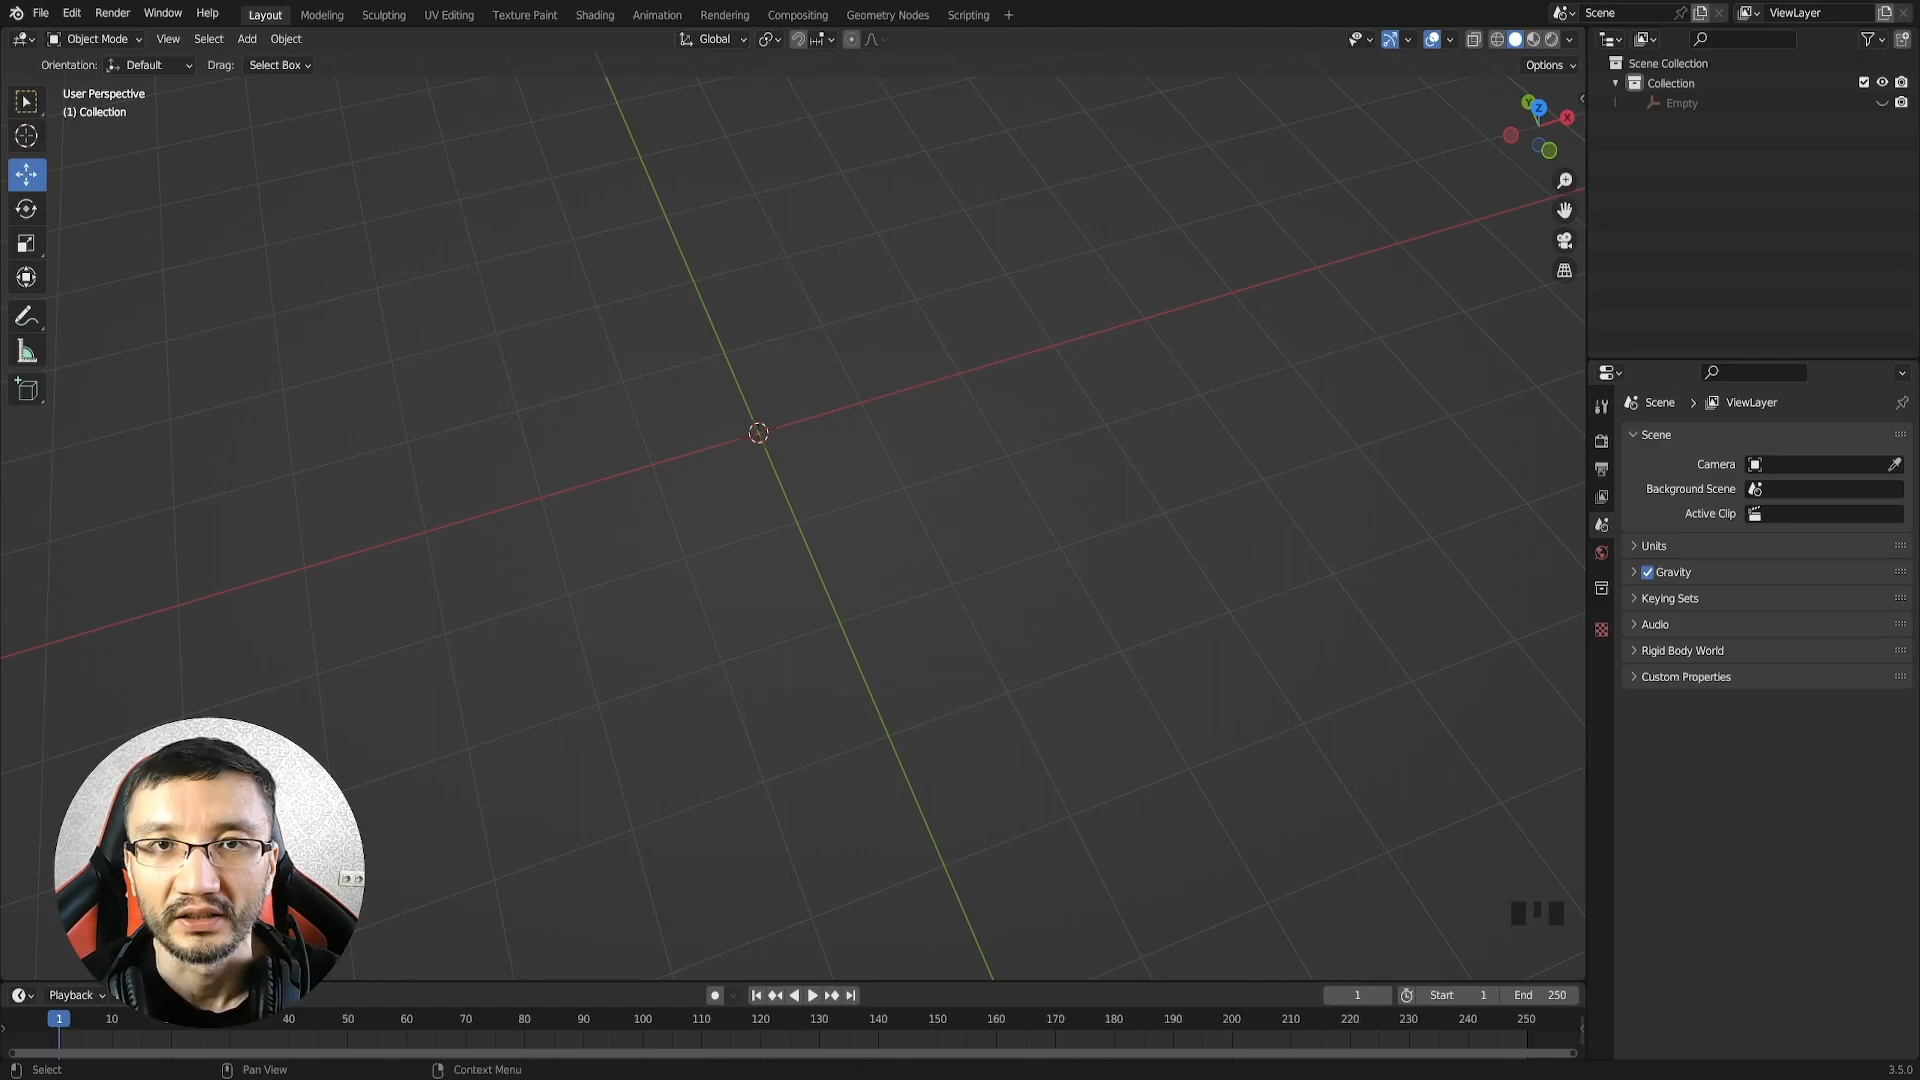 File Edit Render Window Help Layout Modeling Sculpting UV Editing Texture Paint Shading Animation Rendering Compositing Geometry Nodes Scripting + Scene ViewLayer
Object Mode View Select Add Object Global
Orientation: Default Drag: Select Box Options
User Perspective
(1) Collection
Z
Y
X
Scene Collection
Collection
Empty
Scene > ViewLayer
Scene
Camera
Background Scene
Active Clip
Units
Gravity
Keying Sets
Audio
Rigid Body World
Custom Properties
Playback 1 Start 1 End 250
1 10 40 50 60 70 80 90 100 110 120 130 140 150 160 170 180 190 200 210 220 230 240 250
Select Pan View Context Menu 3.5.0